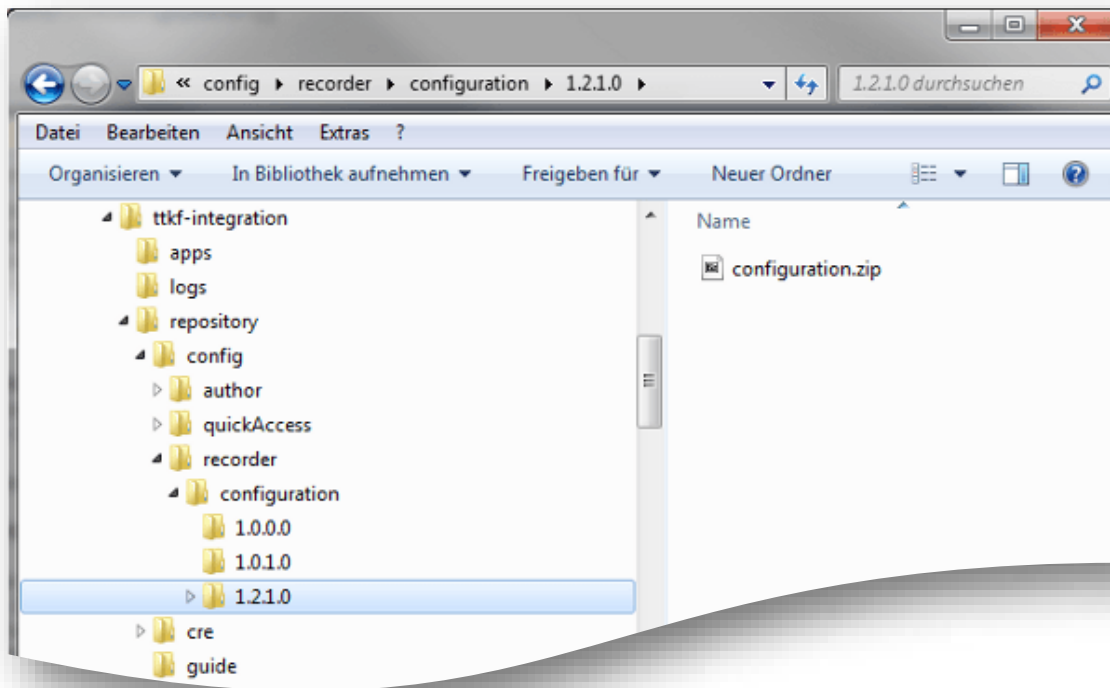 « config ▸ recorder ▸ configuration ▸ 1.2.1.0 ▸ 1.2.1.0 durchsuchen
Datei Bearbeiten Ansicht Extras ?
Organisieren In Bibliothek aufnehmen Freigeben für Neuer Ordner
ttkf-integration
apps
logs
repository
config
author
quickAccess
recorder
configuration
1.0.0.0
1.0.1.0
1.2.1.0
cre
guide
Name
configuration.zip